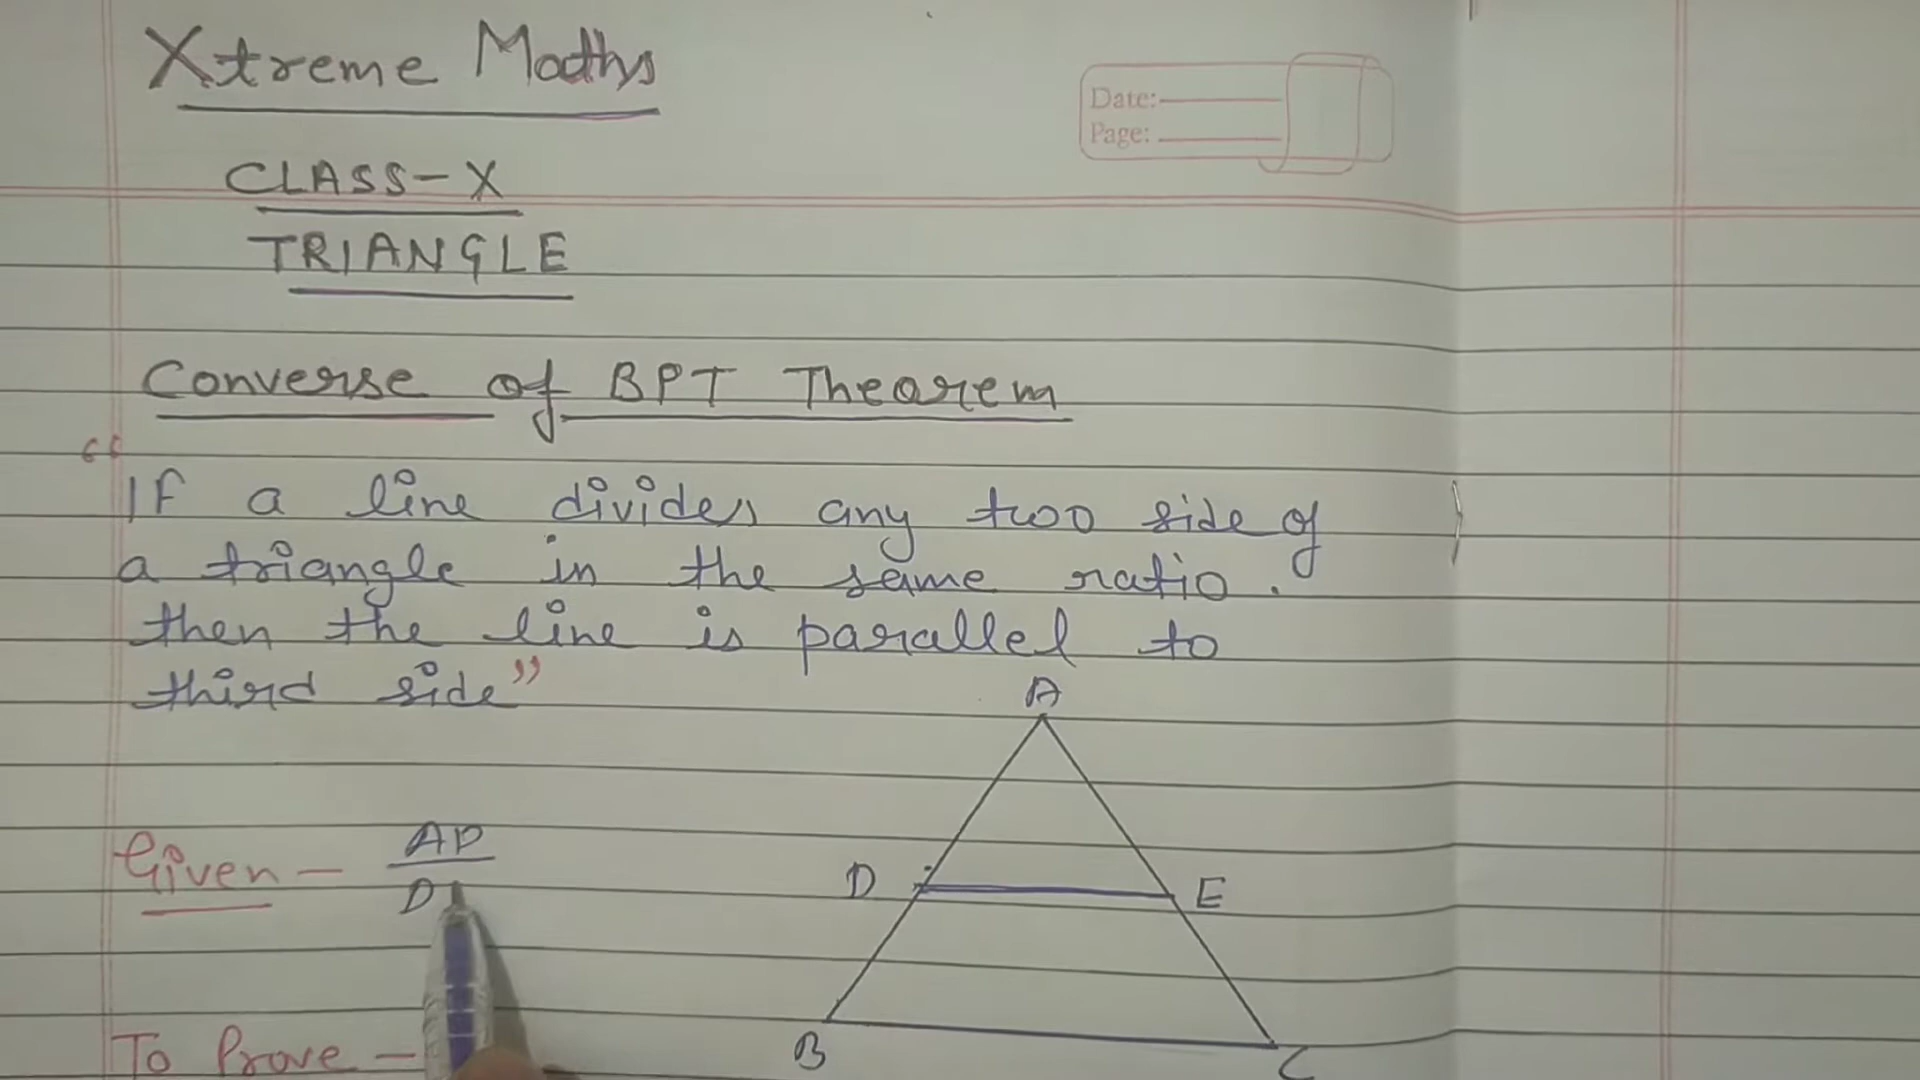 Xtreme Maths
Date:
Page:
CLASS-X
TRIANGLE
Converse of BPT Theorem
"IF a line divides any two side of
a triangle in the same ratio.
then the line is parallel to
third side"
A
Given - AD
D
D E
To Prove -
B C